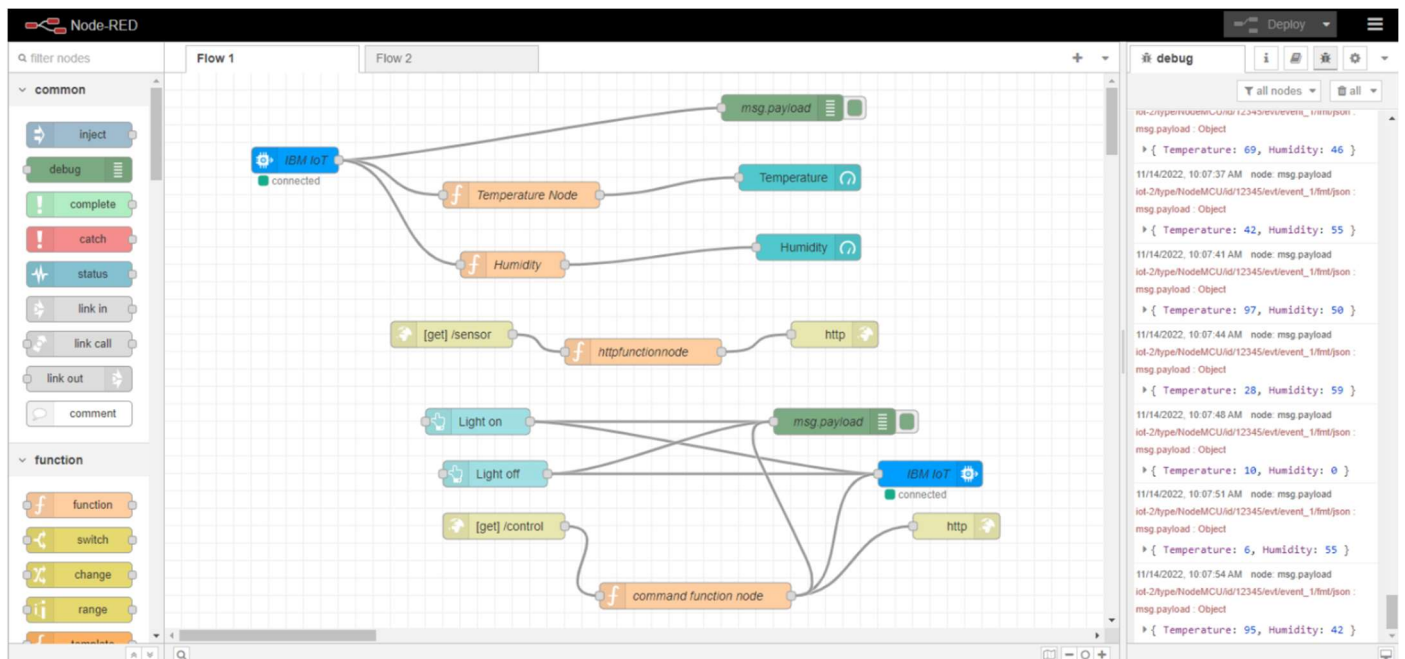 Node-RED
Deploy
filter nodes
Flow 1
Flow 2
debug
i
all nodes
all
common
inject
debug
complete
catch
status
link in
link call
link out
comment
function
function
switch
change
range
template
IBM IoT
connected
msg.payload
Temperature Node
Temperature
Humidity
Humidity
[get] /sensor
httpfunctionnode
http
Light on
msg.payload
Light off
IBM IoT
connected
[get] /control
http
command function node
iot-2/type/NodeMCU/id/12345/evt/event_1/fmt/json :
msg.payload : Object
{ Temperature: 69, Humidity: 46 }
11/14/2022, 10:07:37 AM node: msg.payload
iot-2/type/NodeMCU/id/12345/evt/event_1/fmt/json :
msg.payload : Object
{ Temperature: 42, Humidity: 55 }
11/14/2022, 10:07:41 AM node: msg.payload
iot-2/type/NodeMCU/id/12345/evt/event_1/fmt/json :
msg.payload : Object
{ Temperature: 97, Humidity: 50 }
11/14/2022, 10:07:44 AM node: msg.payload
iot-2/type/NodeMCU/id/12345/evt/event_1/fmt/json :
msg.payload : Object
{ Temperature: 28, Humidity: 59 }
11/14/2022, 10:07:48 AM node: msg.payload
iot-2/type/NodeMCU/id/12345/evt/event_1/fmt/json :
msg.payload : Object
{ Temperature: 10, Humidity: 0 }
11/14/2022, 10:07:51 AM node: msg.payload
iot-2/type/NodeMCU/id/12345/evt/event_1/fmt/json :
msg.payload : Object
{ Temperature: 6, Humidity: 55 }
11/14/2022, 10:07:54 AM node: msg.payload
iot-2/type/NodeMCU/id/12345/evt/event_1/fmt/json :
msg.payload : Object
{ Temperature: 95, Humidity: 42 }